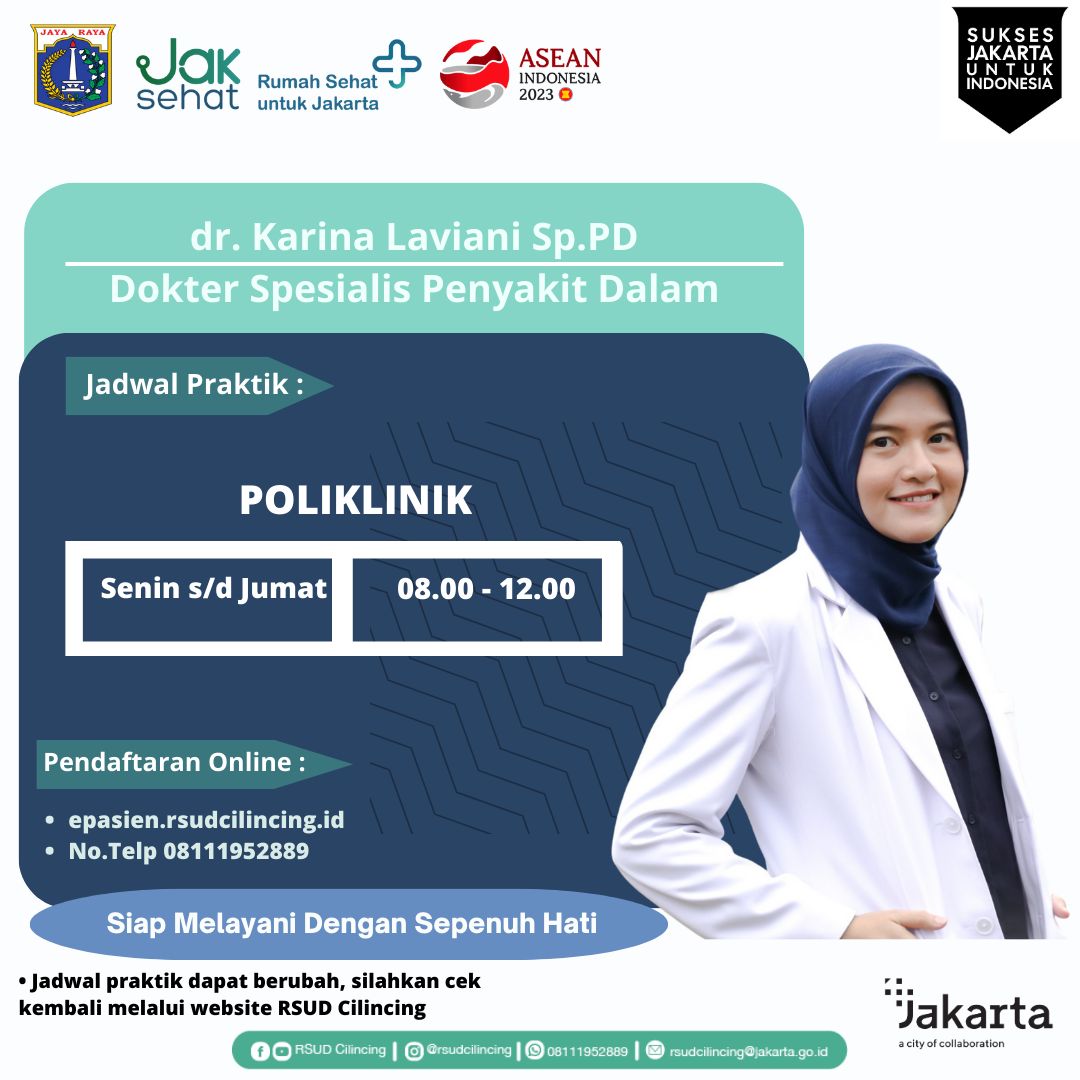 JAYA RAYA
Jak
sehat
Rumah Sehat
untuk Jakarta
ASEAN
INDONESIA
2023
SUKSES
JAKARTA
UNTUK
INDONESIA
dr. Karina Laviani Sp.PD
Dokter Spesialis Penyakit Dalam
Jadwal Praktik :
POLIKLINIK
Senin s/d Jumat 08.00 - 12.00
Pendaftaran Online :
• epasien.rsudcilincing.id
• No.Telp 08111952889
Siap Melayani Dengan Sepenuh Hati
• Jadwal praktik dapat berubah, silahkan cek
kembali melalui website RSUD Cilincing
Jakarta
a city of collaboration
RSUD Cilincing | @rsudcilincing | 08111952889 | rsudcilincing@jakarta.go.id